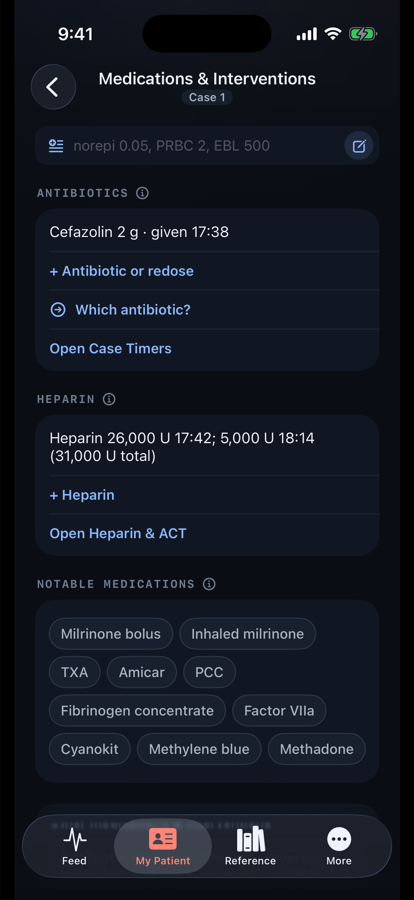 9:41
Medications & Interventions
Case 1
norepi 0.05, PRBC 2, EBL 500
ANTIBIOTICS
Cefazolin 2 g · given 17:38
+ Antibiotic or redose
Which antibiotic?
Open Case Timers
HEPARIN
Heparin 26,000 U 17:42; 5,000 U 18:14
(31,000 U total)
+ Heparin
Open Heparin & ACT
NOTABLE MEDICATIONS
Milrinone bolus Inhaled milrinone
TXA Amicar PCC
Fibrinogen concentrate Factor VIIa
Cyanokit Methylene blue Methadone
Feed My Patient Reference More